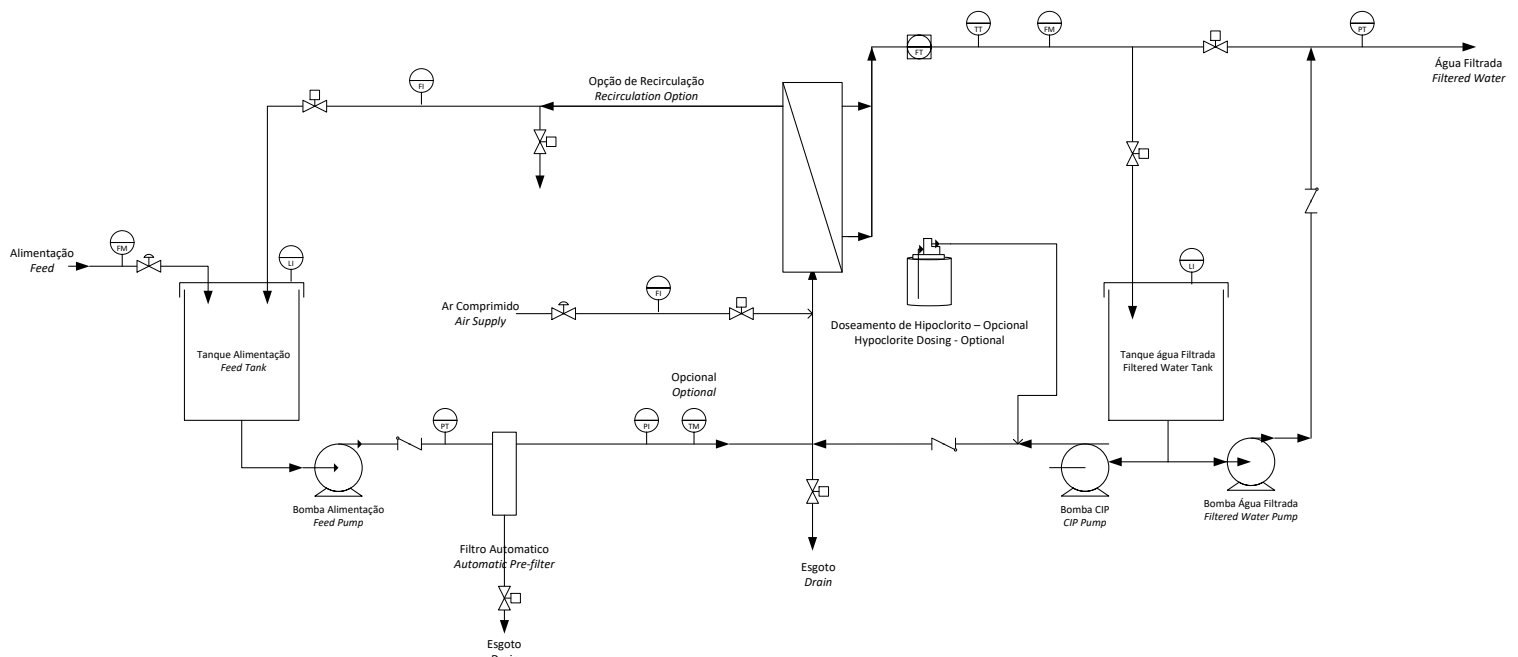 FT
TT
FM
PT
Água Filtrada
Filtered Water
FI
Opção de Recirculação
Recirculation Option
Alimentação
Feed
FM
LI
LI
Ar Comprimido
Air Supply
FI
Doseamento de Hipoclorito – Opcional
Hypoclorite Dosing - Optional
Tanque Alimentação
Feed Tank
Tanque água Filtrada
Filtered Water Tank
Opcional
Optional
PT
PI
TM
Bomba Alimentação
Feed Pump
Bomba CIP
CIP Pump
Bomba Água Filtrada
Filtered Water Pump
Filtro Automatico
Automatic Pre-filter
Esgoto
Drain
Esgoto